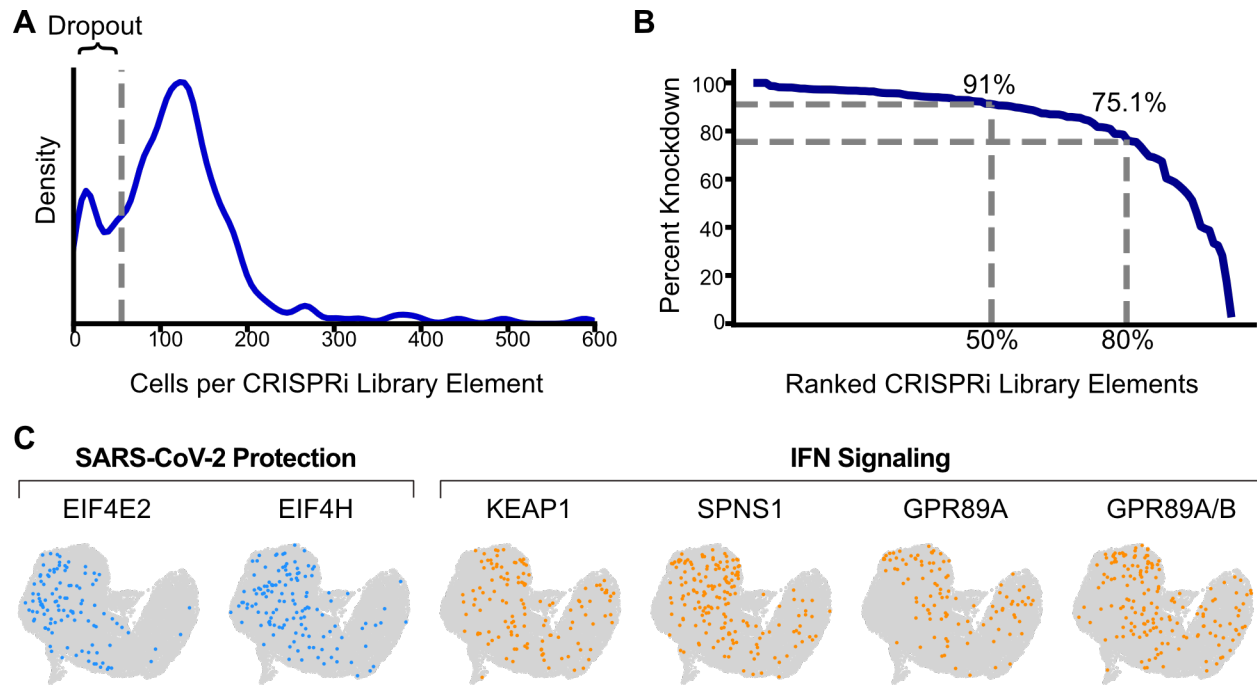 A
Dropout
Density
0 100 200 300 400 500 600
Cells per CRISPRi Library Element
B
Percent Knockdown
100
80
60
40
20
0
91%
75.1%
50% 80%
Ranked CRISPRi Library Elements
C
SARS-CoV-2 Protection IFN Signaling
EIF4E2 EIF4H KEAP1 SPNS1 GPR89A GPR89A/B